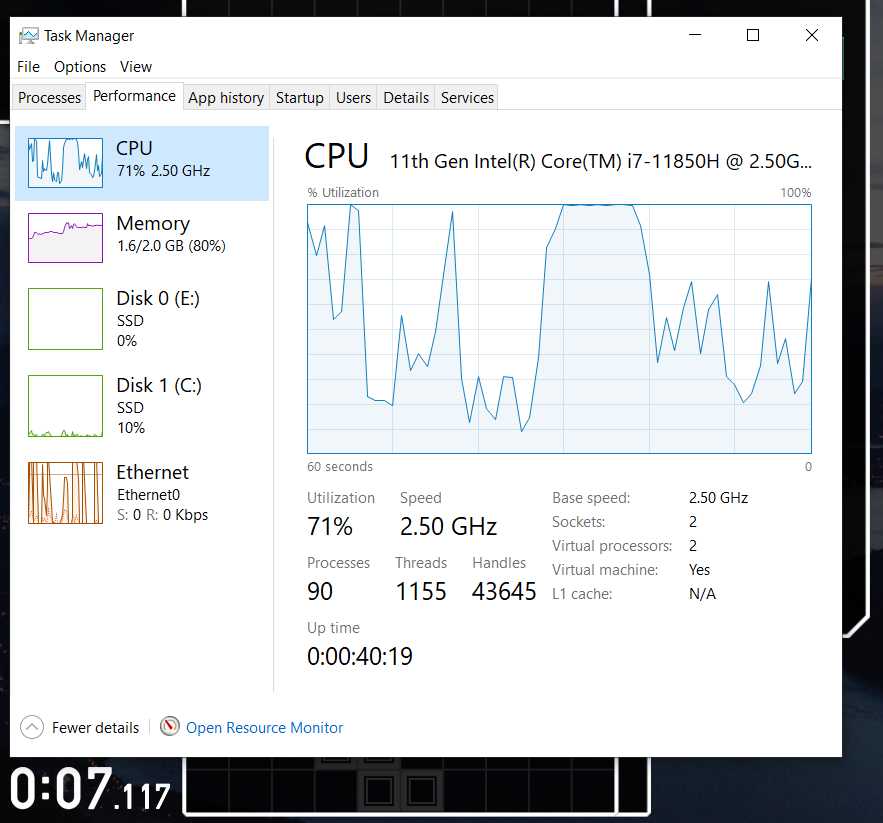 Task Manager
File Options View
Processes Performance App history Startup Users Details Services
CPU
71% 2.50 GHz
Memory
1.6/2.0 GB (80%)
Disk 0 (E:)
SSD
0%
Disk 1 (C:)
SSD
10%
Ethernet
Ethernet0
S: 0 R: 0 Kbps
CPU 11th Gen Intel(R) Core(TM) i7-11850H @ 2.50G...
% Utilization 100%
60 seconds 0
Utilization Speed
71% 2.50 GHz
Processes Threads Handles
90 1155 43645
Up time
0:00:40:19
Base speed: 2.50 GHz
Sockets: 2
Virtual processors: 2
Virtual machine: Yes
L1 cache: N/A
Fewer details Open Resource Monitor
0:07.117